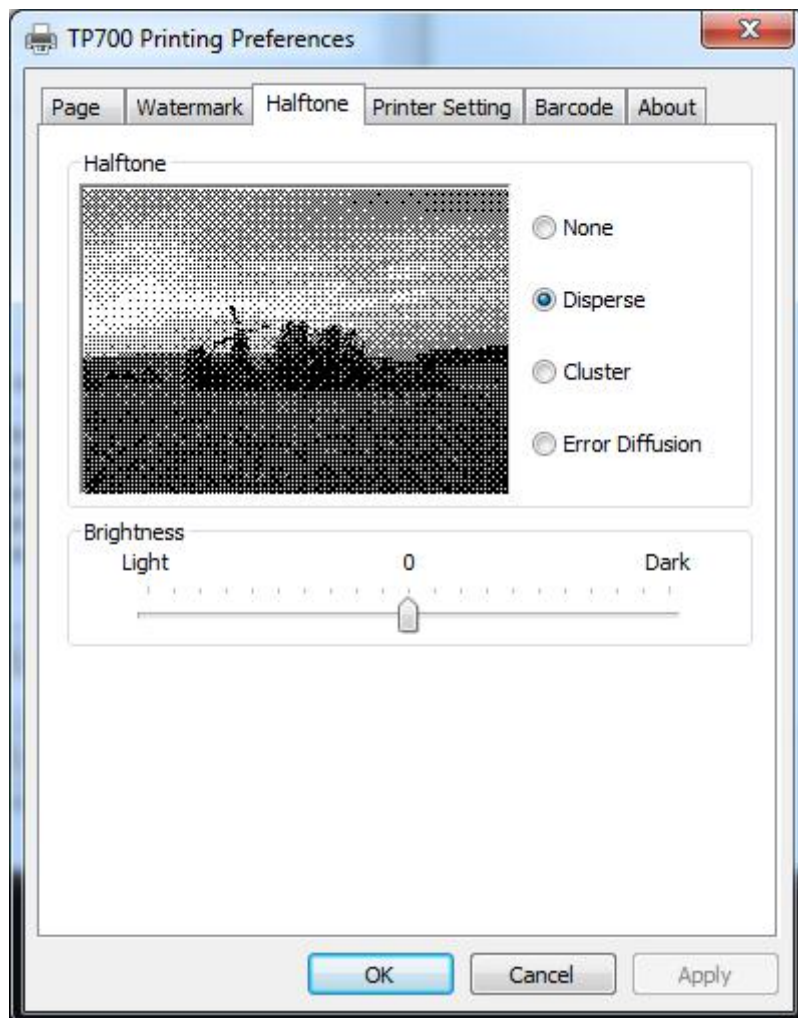 TP700 Printing Preferences
Page Watermark Halftone Printer Setting Barcode About
Halftone
None
Disperse
Cluster
Error Diffusion
Brightness
Light 0 Dark
OK Cancel Apply